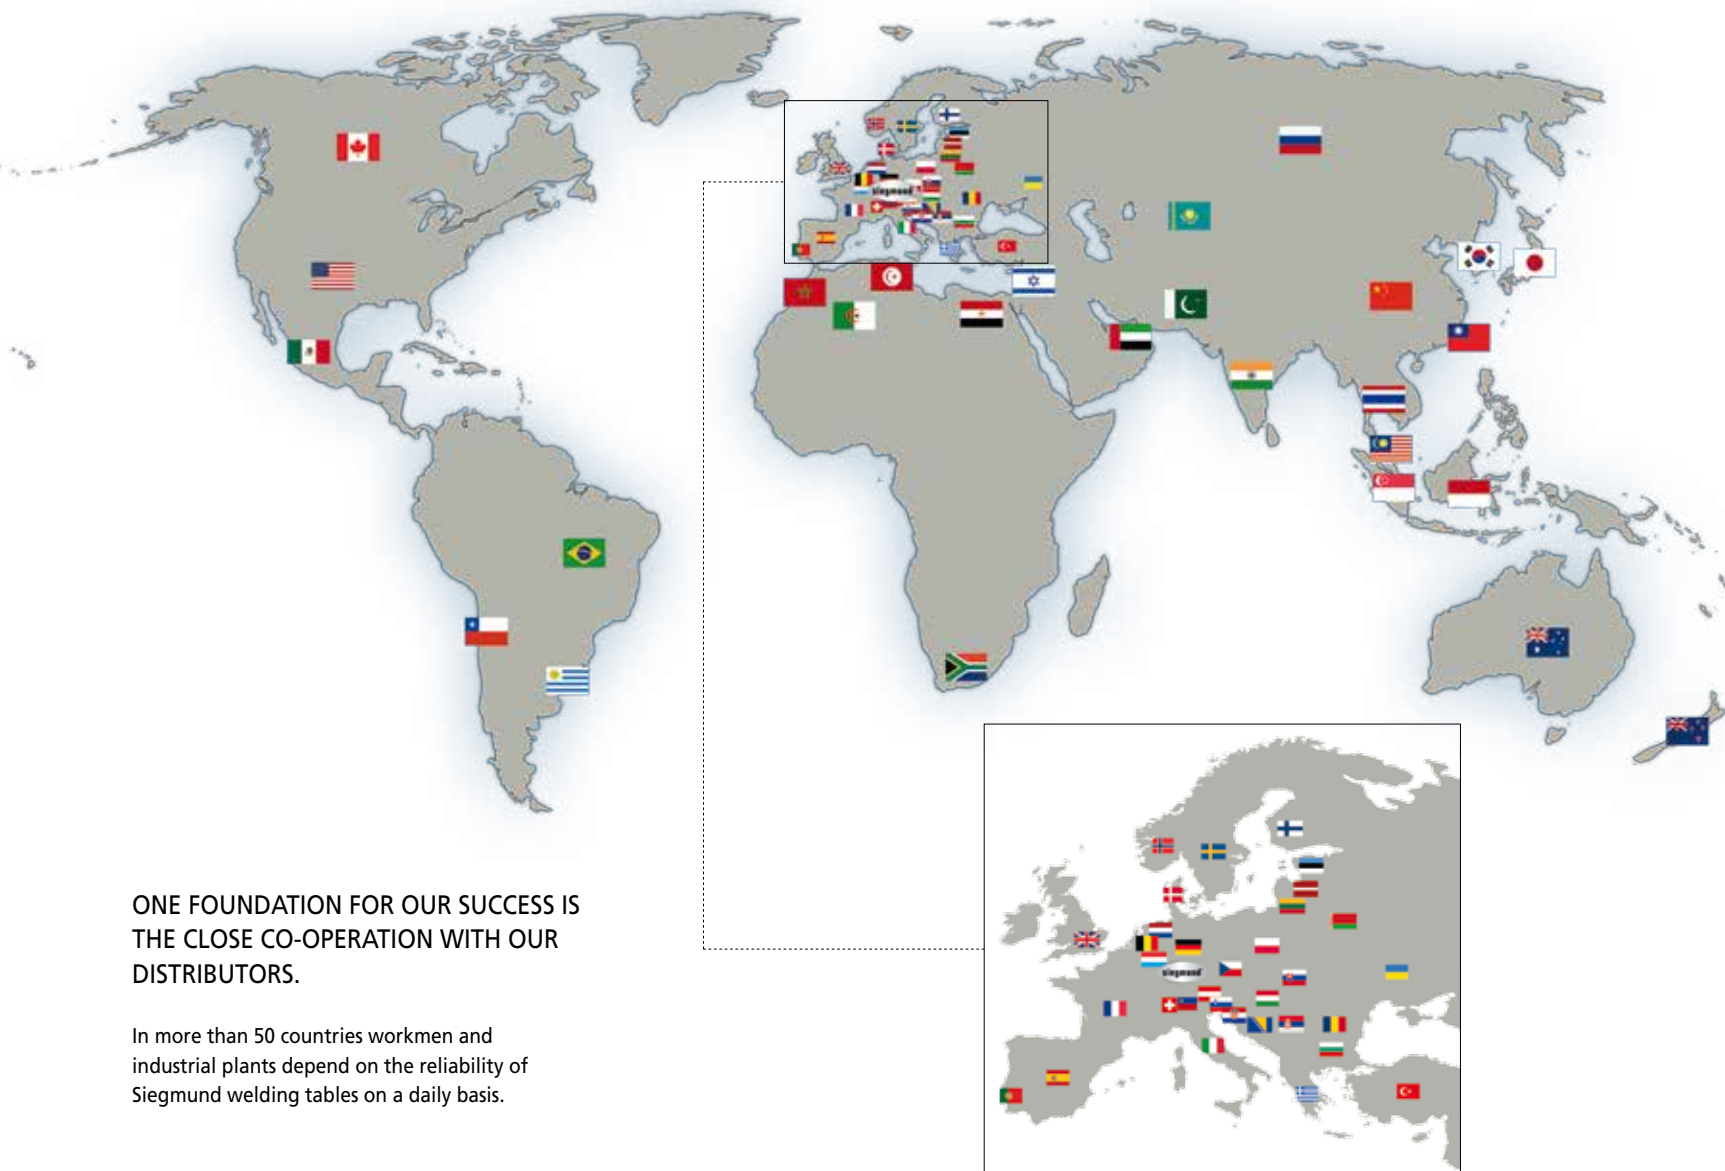 siegmund
ONE FOUNDATION FOR OUR SUCCESS IS
THE CLOSE CO-OPERATION WITH OUR
DISTRIBUTORS.
In more than 50 countries workmen and
industrial plants depend on the reliability of
Siegmund welding tables on a daily basis.
siegmund